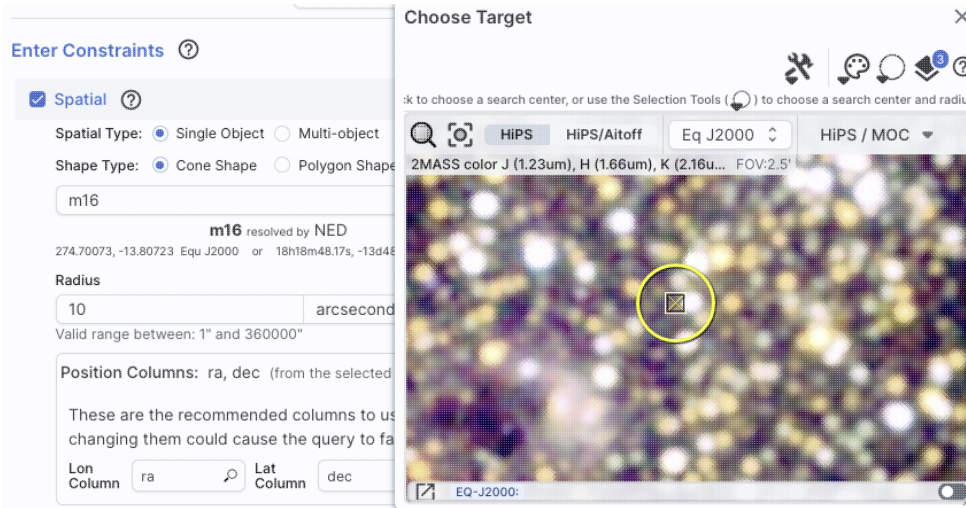 Choose Target
Enter Constraints
Spatial
3
to choose a search center, or use the Selection Tools ( ) to choose a search center and
Spatial Type: Single Object Multi-object
Shape Type: Cone Shape Polygon Shape
HiPS HiPS/Aitoff Eq J2000 HiPS / MOC
2MASS color J (1.23um), H (1.66um), K (2.16u... FOV:2.5'
m16
m16 resolved by NED
274.70073, -13.80723 Equ J2000 or 18h18m48.17s, -13d48
Radius
10 arcsecond
Valid range between: 1" and 360000"
Position Columns: ra, dec (from the selected
These are the recommended columns to
changing them could cause the query to
Lon Column ra Lat Column dec
EQ-J2000: